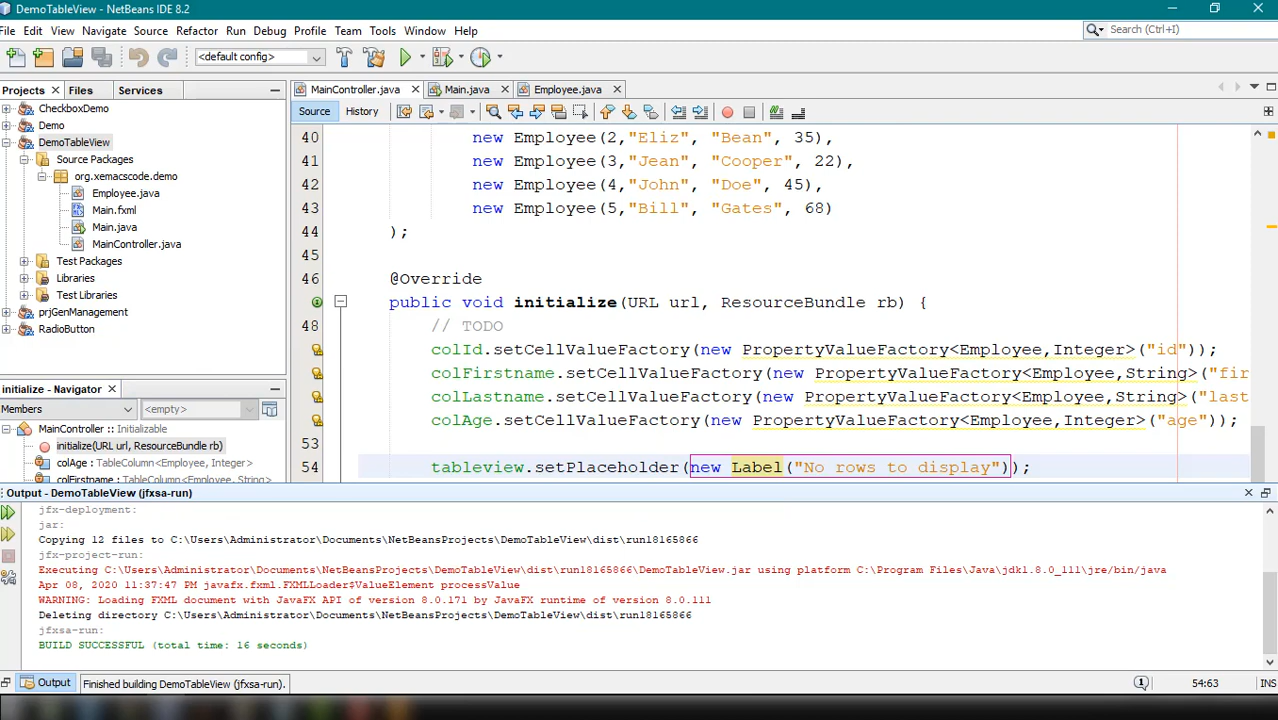 DemoTableView - NetBeans IDE 8.2
File Edit View Navigate Source Refactor Run Debug Profile Team Tools Window Help
Search (Ctrl+I)
<default config>
Projects Files Services
MainController.java Main.java Employee.java
Source History
CheckboxDemo
Demo
DemoTableView
Source Packages
org.xemacscode.demo
Employee.java
Main.fxml
Main.java
MainController.java
Test Packages
Libraries
Test Libraries
prjGenManagement
RadioButton
initialize - Navigator
Members <empty>
MainController :: Initializable
initialize(URL url, ResourceBundle rb)
colAge : TableColumn<Employee, Integer>
colFirstname : TableColumn<Employee, String>
40 new Employee(2,"Eliz", "Bean", 35),
41 new Employee(3,"Jean", "Cooper", 22),
42 new Employee(4,"John", "Doe", 45),
43 new Employee(5,"Bill", "Gates", 68)
44 );
45
46 @Override
public void initialize(URL url, ResourceBundle rb) {
48 // TODO
colId.setCellValueFactory(new PropertyValueFactory<Employee,Integer>("id"));
colFirstname.setCellValueFactory(new PropertyValueFactory<Employee,String>("fir
colLastname.setCellValueFactory(new PropertyValueFactory<Employee,String>("last
colAge.setCellValueFactory(new PropertyValueFactory<Employee,Integer>("age"));
53
54 tableview.setPlaceholder(new Label("No rows to display"));
Output - DemoTableView (jfxsa-run)
jfx-deployment:
jar:
Copying 12 files to C:\Users\Administrator\Documents\NetBeansProjects\DemoTableView\dist\run18165866
jfx-project-run:
Executing C:\Users\Administrator\Documents\NetBeansProjects\DemoTableView\dist\run18165866\DemoTableView.jar using platform C:\Program Files\Java\jdk1.8.0_111\jre/bin/java
Apr 08, 2020 11:37:47 PM javafx.fxml.FXMLLoader$ValueElement processValue
WARNING: Loading FXML document with JavaFX API of version 8.0.171 by JavaFX runtime of version 8.0.111
Deleting directory C:\Users\Administrator\Documents\NetBeansProjects\DemoTableView\dist\run18165866
jfxsa-run:
BUILD SUCCESSFUL (total time: 16 seconds)
Output Finished building DemoTableView (jfxsa-run). 54:63 INS